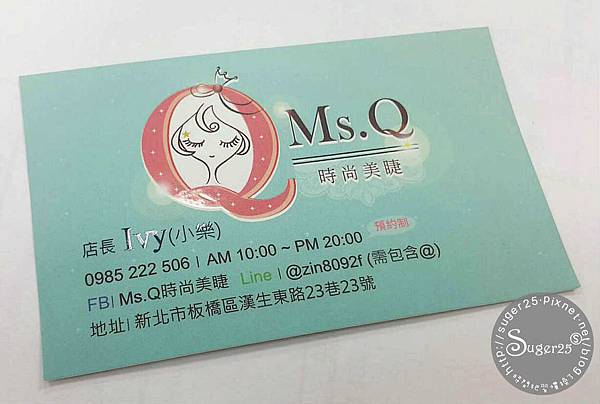 Ms.Q
時尚美睫
預約制
店長 Ivy(小樂)
0985 222 506 | AM 10:00 ~ PM 20:00
FB| Ms.Q時尚美睫 Line | @zin8092f (需包含@)
地址| 新北市板橋區漢生東路23巷23號
http://suger25.pixnet.net/blog
Suger25